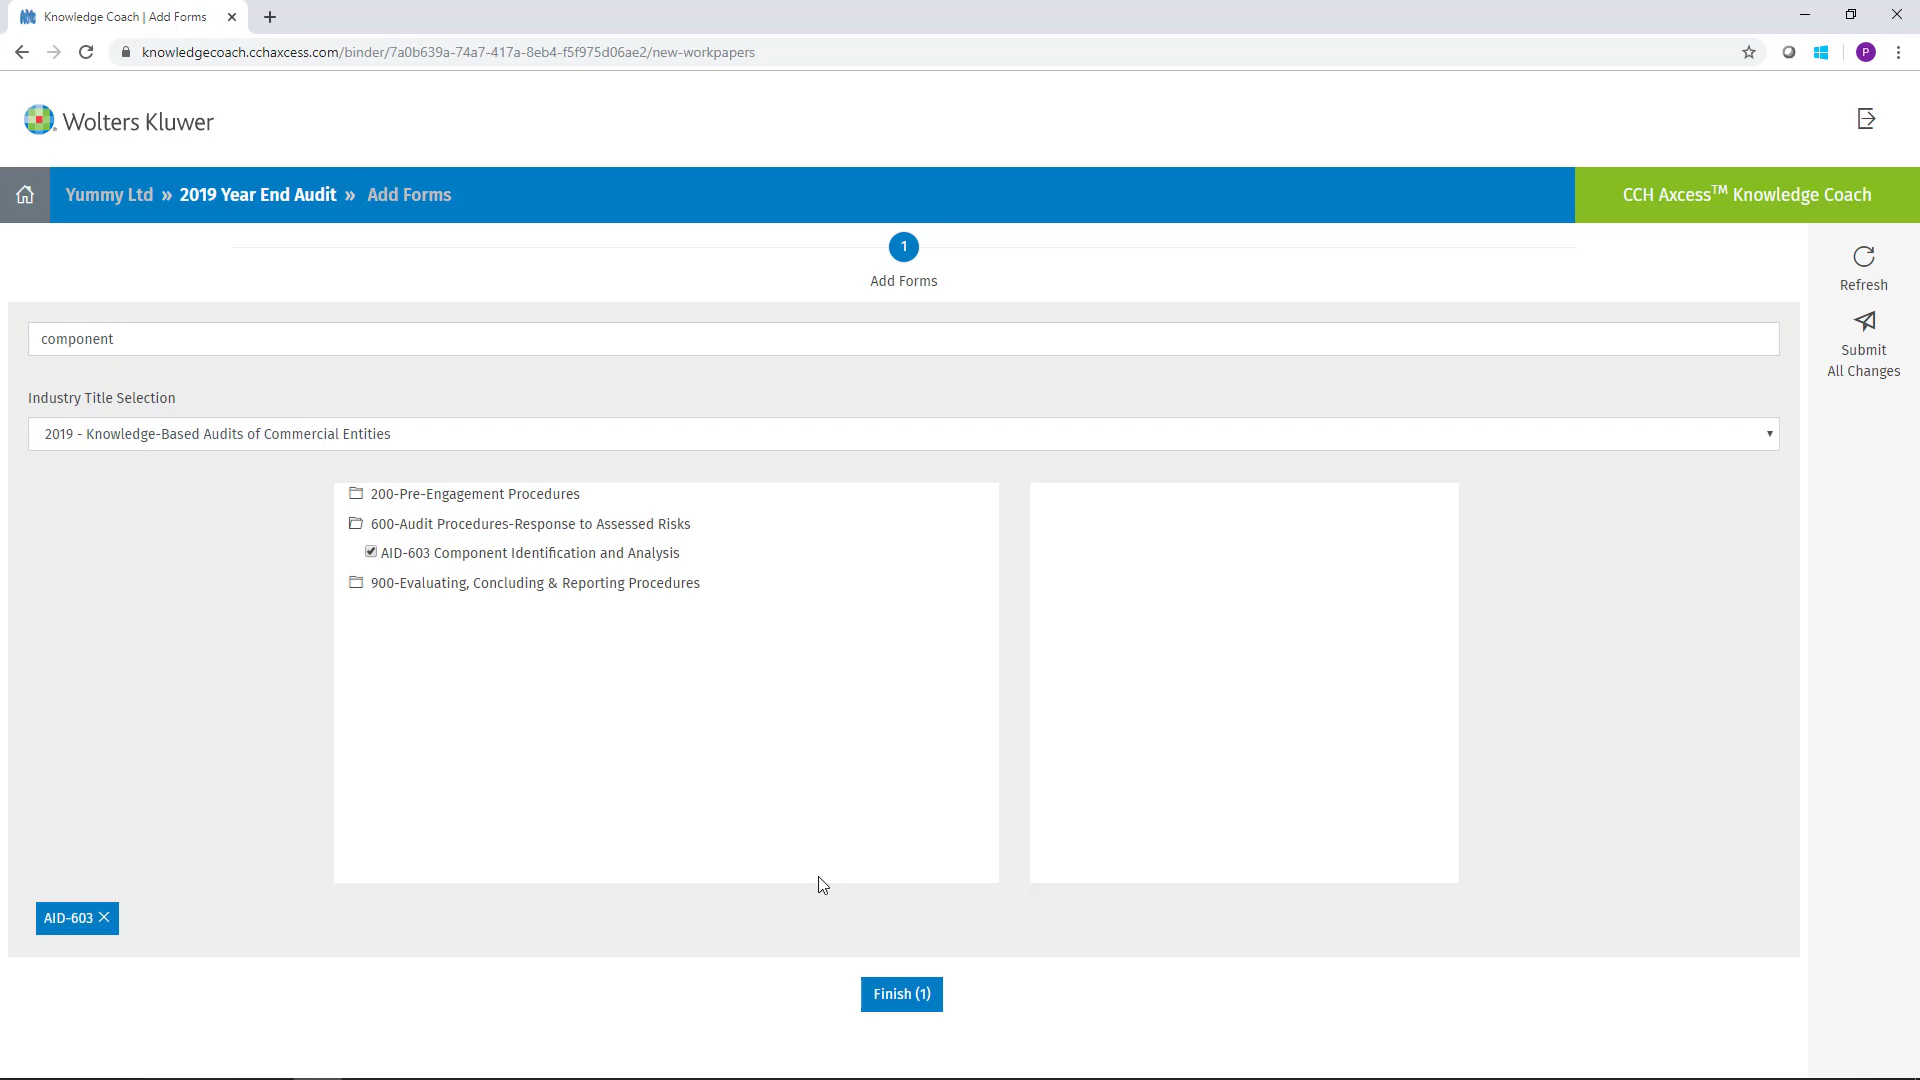 Knowledge Coach | Add Forms
knowledgecoach.cchaxcess.com/binder/7a0b639a-74a7-417a-8eb4-f5f975d06ae2/new-workpapers
P
Wolters Kluwer
Yummy Ltd » 2019 Year End Audit » Add Forms
CCH Axcess™ Knowledge Coach
1
Add Forms
Refresh
Submit
All Changes
component
Industry Title Selection
2019 - Knowledge-Based Audits of Commercial Entities
200-Pre-Engagement Procedures
600-Audit Procedures-Response to Assessed Risks
AID-603 Component Identification and Analysis
900-Evaluating, Concluding & Reporting Procedures
AID-603
Finish (1)